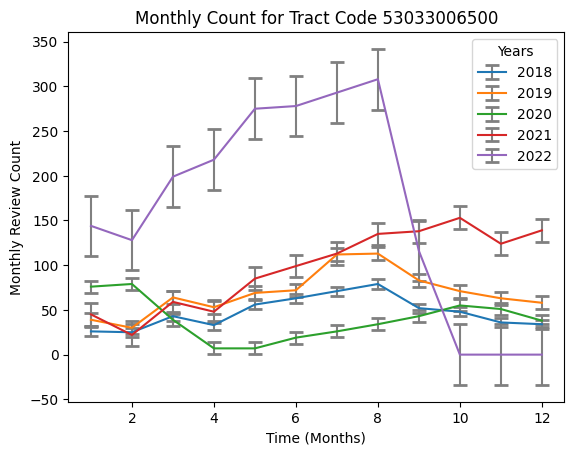 Monthly Count for Tract Code 53033006500
Years
2018
2019
2020
2021
2022
350
300
250
200
150
100
50
0
−50
Monthly Review Count
2 4 6 8 10 12
Time (Months)